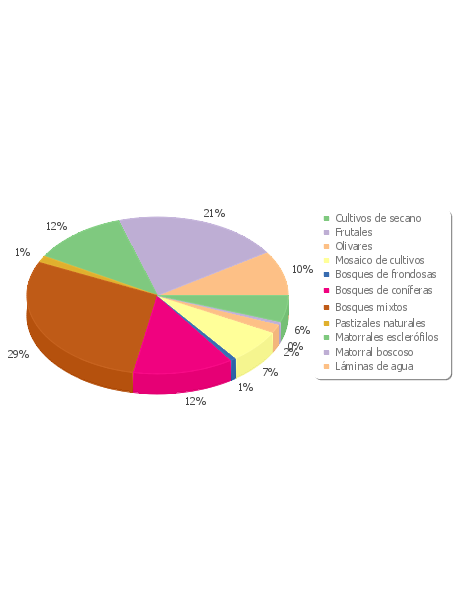 21%
12%
1%
10%
6%
0%
2%
7%
1%
12%
29%
Cultivos de secano
Frutales
Olivares
Mosaico de cultivos
Bosques de frondosas
Bosques de coníferas
Bosques mixtos
Pastizales naturales
Matorrales esclerófilos
Matorral boscoso
Láminas de agua